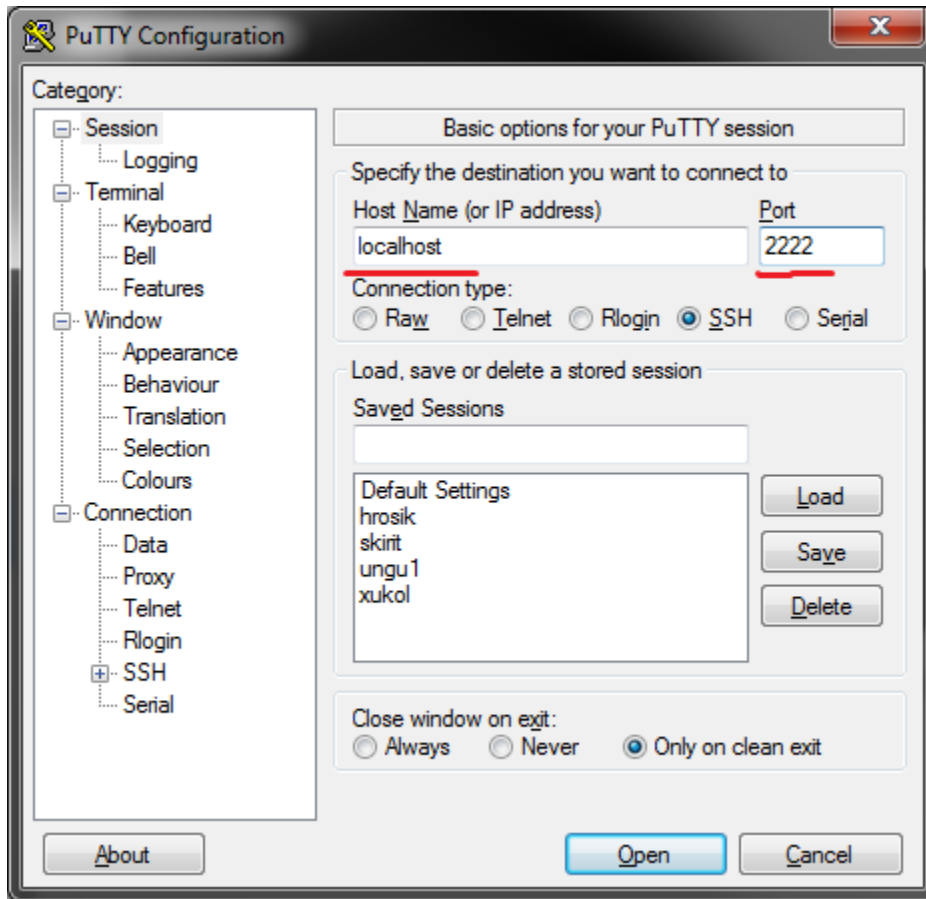 PuTTY Configuration
x
Category:
Session
Logging
Terminal
Keyboard
Bell
Features
Window
Appearance
Behaviour
Translation
Selection
Colours
Connection
Data
Proxy
Telnet
Rlogin
SSH
Serial
Basic options for your PuTTY session
Specify the destination you want to connect to
Host Name (or IP address) Port
localhost 2222
Connection type:
Raw Telnet Rlogin SSH Serial
Load, save or delete a stored session
Saved Sessions
Default Settings
hrosik
skirit
ungu1
xukol
Load
Save
Delete
Close window on exit:
Always Never Only on clean exit
About Open Cancel